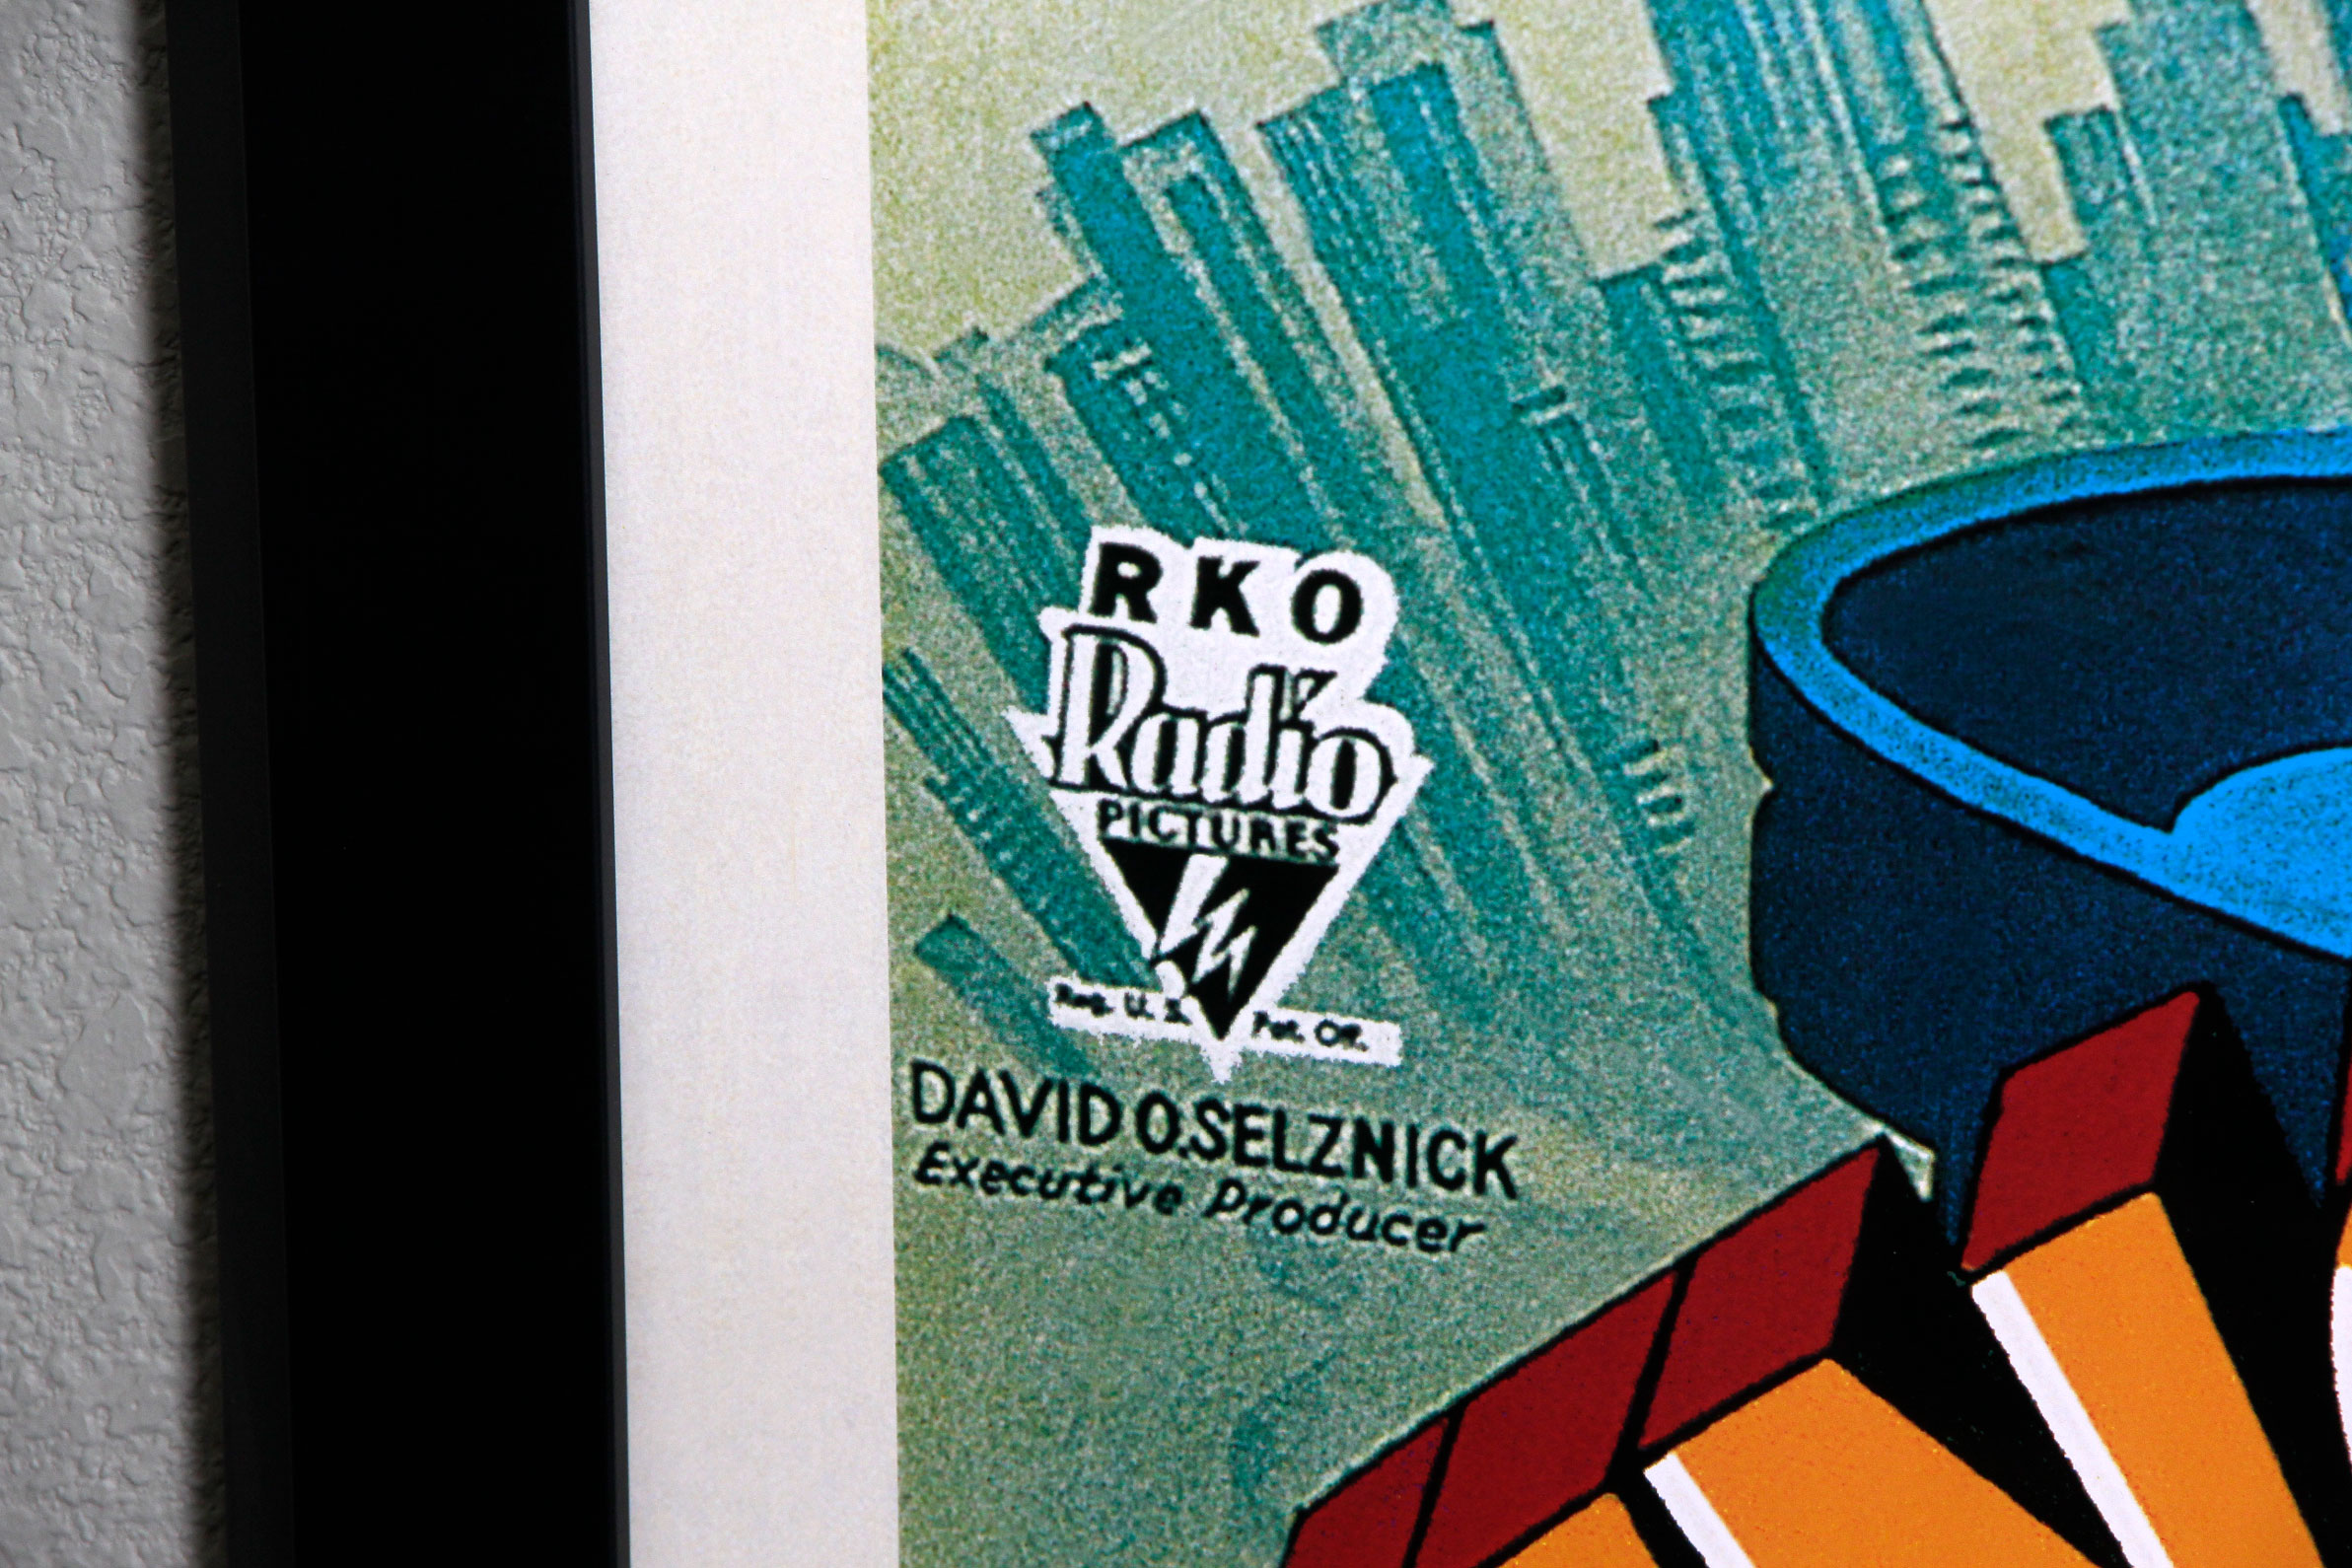 RKO
Radio
PICTURES
Reg. U. S. Pat. Off.
DAVID O. SELZNICK
Executive Producer